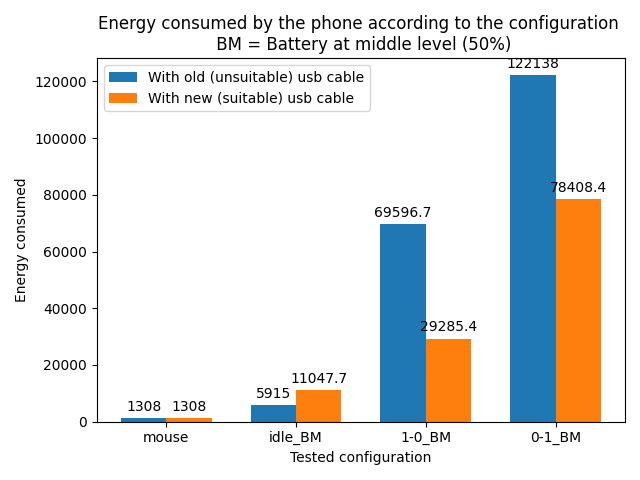 Energy consumed by the phone according to the configuration
BM = Battery at middle level (50%)
With old (unsuitable) usb cable
With new (suitable) usb cable
Energy consumed
120000
100000
80000
60000
40000
20000
0
1308
1308
5915
11047.7
69596.7
29285.4
122138
78408.4
mouse
idle_BM
1-0_BM
0-1_BM
Tested configuration